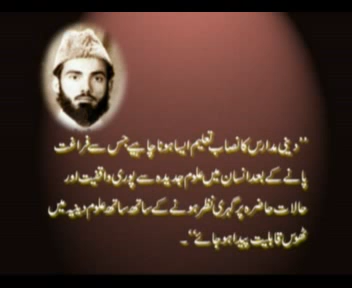 ”دینی مدارس کا نصاب تعلیم ایسا ہونا چاہیے جس سے فراغت
پانے کے بعد انسان میں علوم جدیدہ سے پوری واقفیت اور
حالات حاضرہ پر گہری نظر ہونے کے ساتھ ساتھ علوم دینیہ میں
ٹھوس قابلیت پیدا ہو جائے“۔